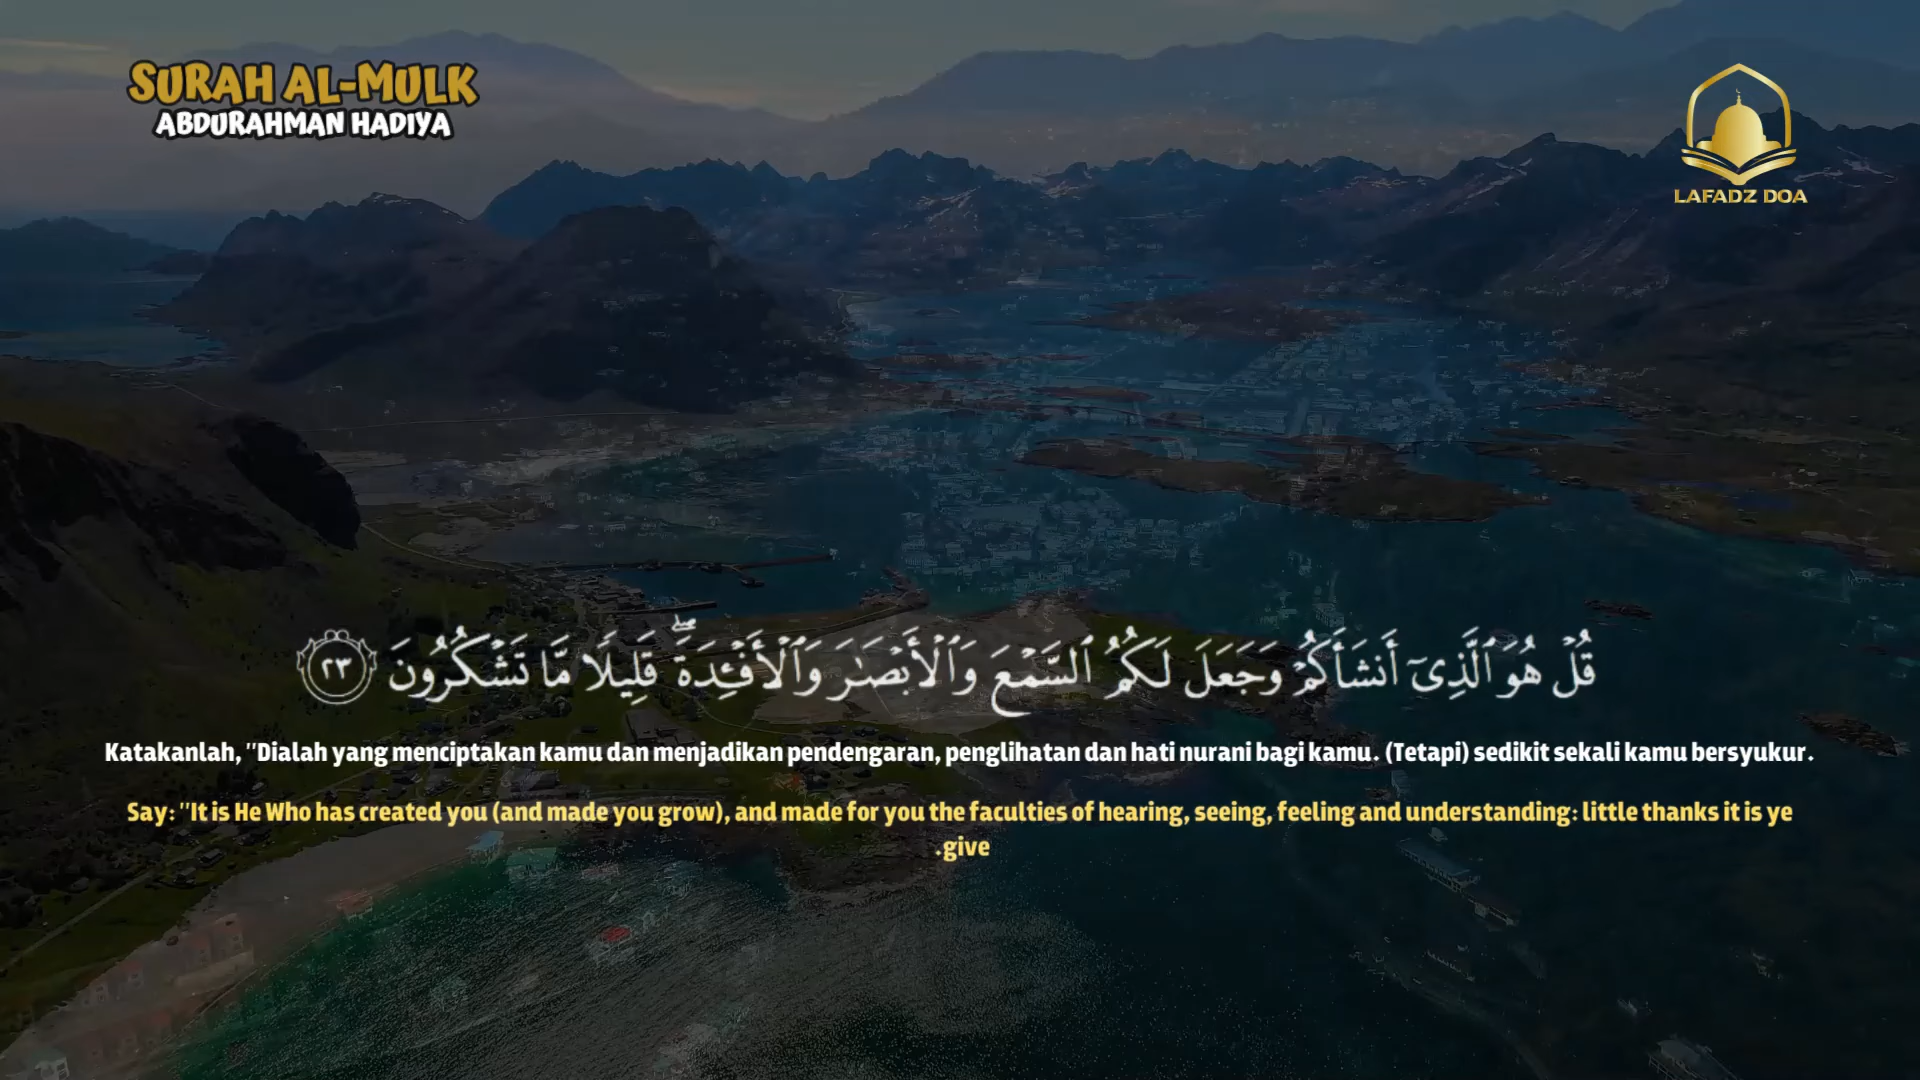 SURAH AL-MULK
ABDURAHMAN HADIYA
LAFADZ DOA
قُلْ هُوَ ٱلَّذِىٓ أَنشَأَكُمْ وَجَعَلَ لَكُمُ ٱلسَّمْعَ وَٱلْأَبْصَـٰرَ وَٱلْأَفْـِٔدَةَ ۖ قَلِيلًا مَّا تَشْكُرُونَ ٢٣
Katakanlah, "Dialah yang menciptakan kamu dan menjadikan pendengaran, penglihatan dan hati nurani bagi kamu. (Tetapi) sedikit sekali kamu bersyukur.
Say: "It is He Who has created you (and made you grow), and made for you the faculties of hearing, seeing, feeling and understanding: little thanks it is ye
.give